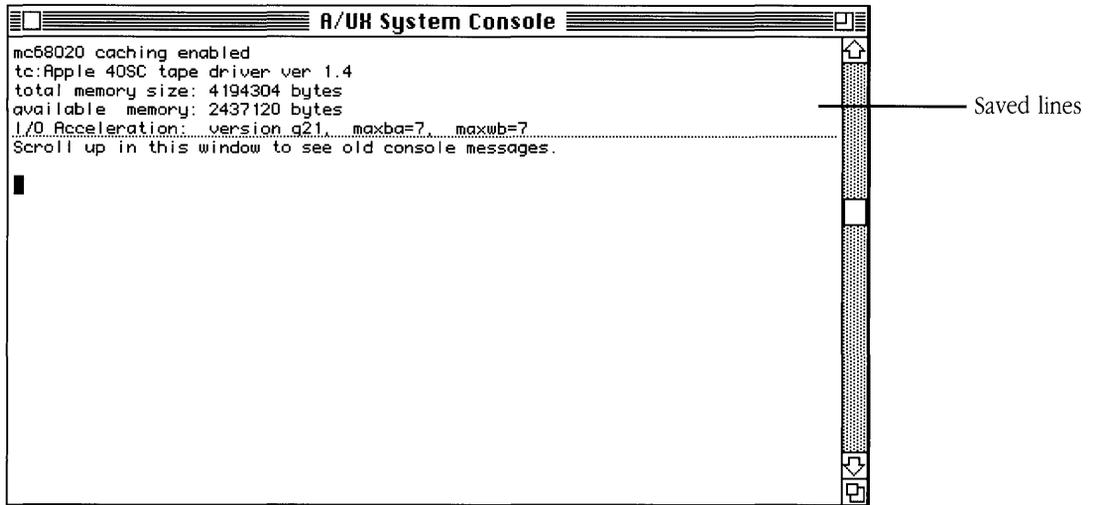 A/UX System Console
mc68020 caching enabled
tc:Apple 40SC tape driver ver 1.4
total memory size: 4194304 bytes
available  memory: 2437120 bytes
I/O Acceleration:  version g21,  maxba=7,  maxwb=7
Scroll up in this window to see old console messages.
Saved lines